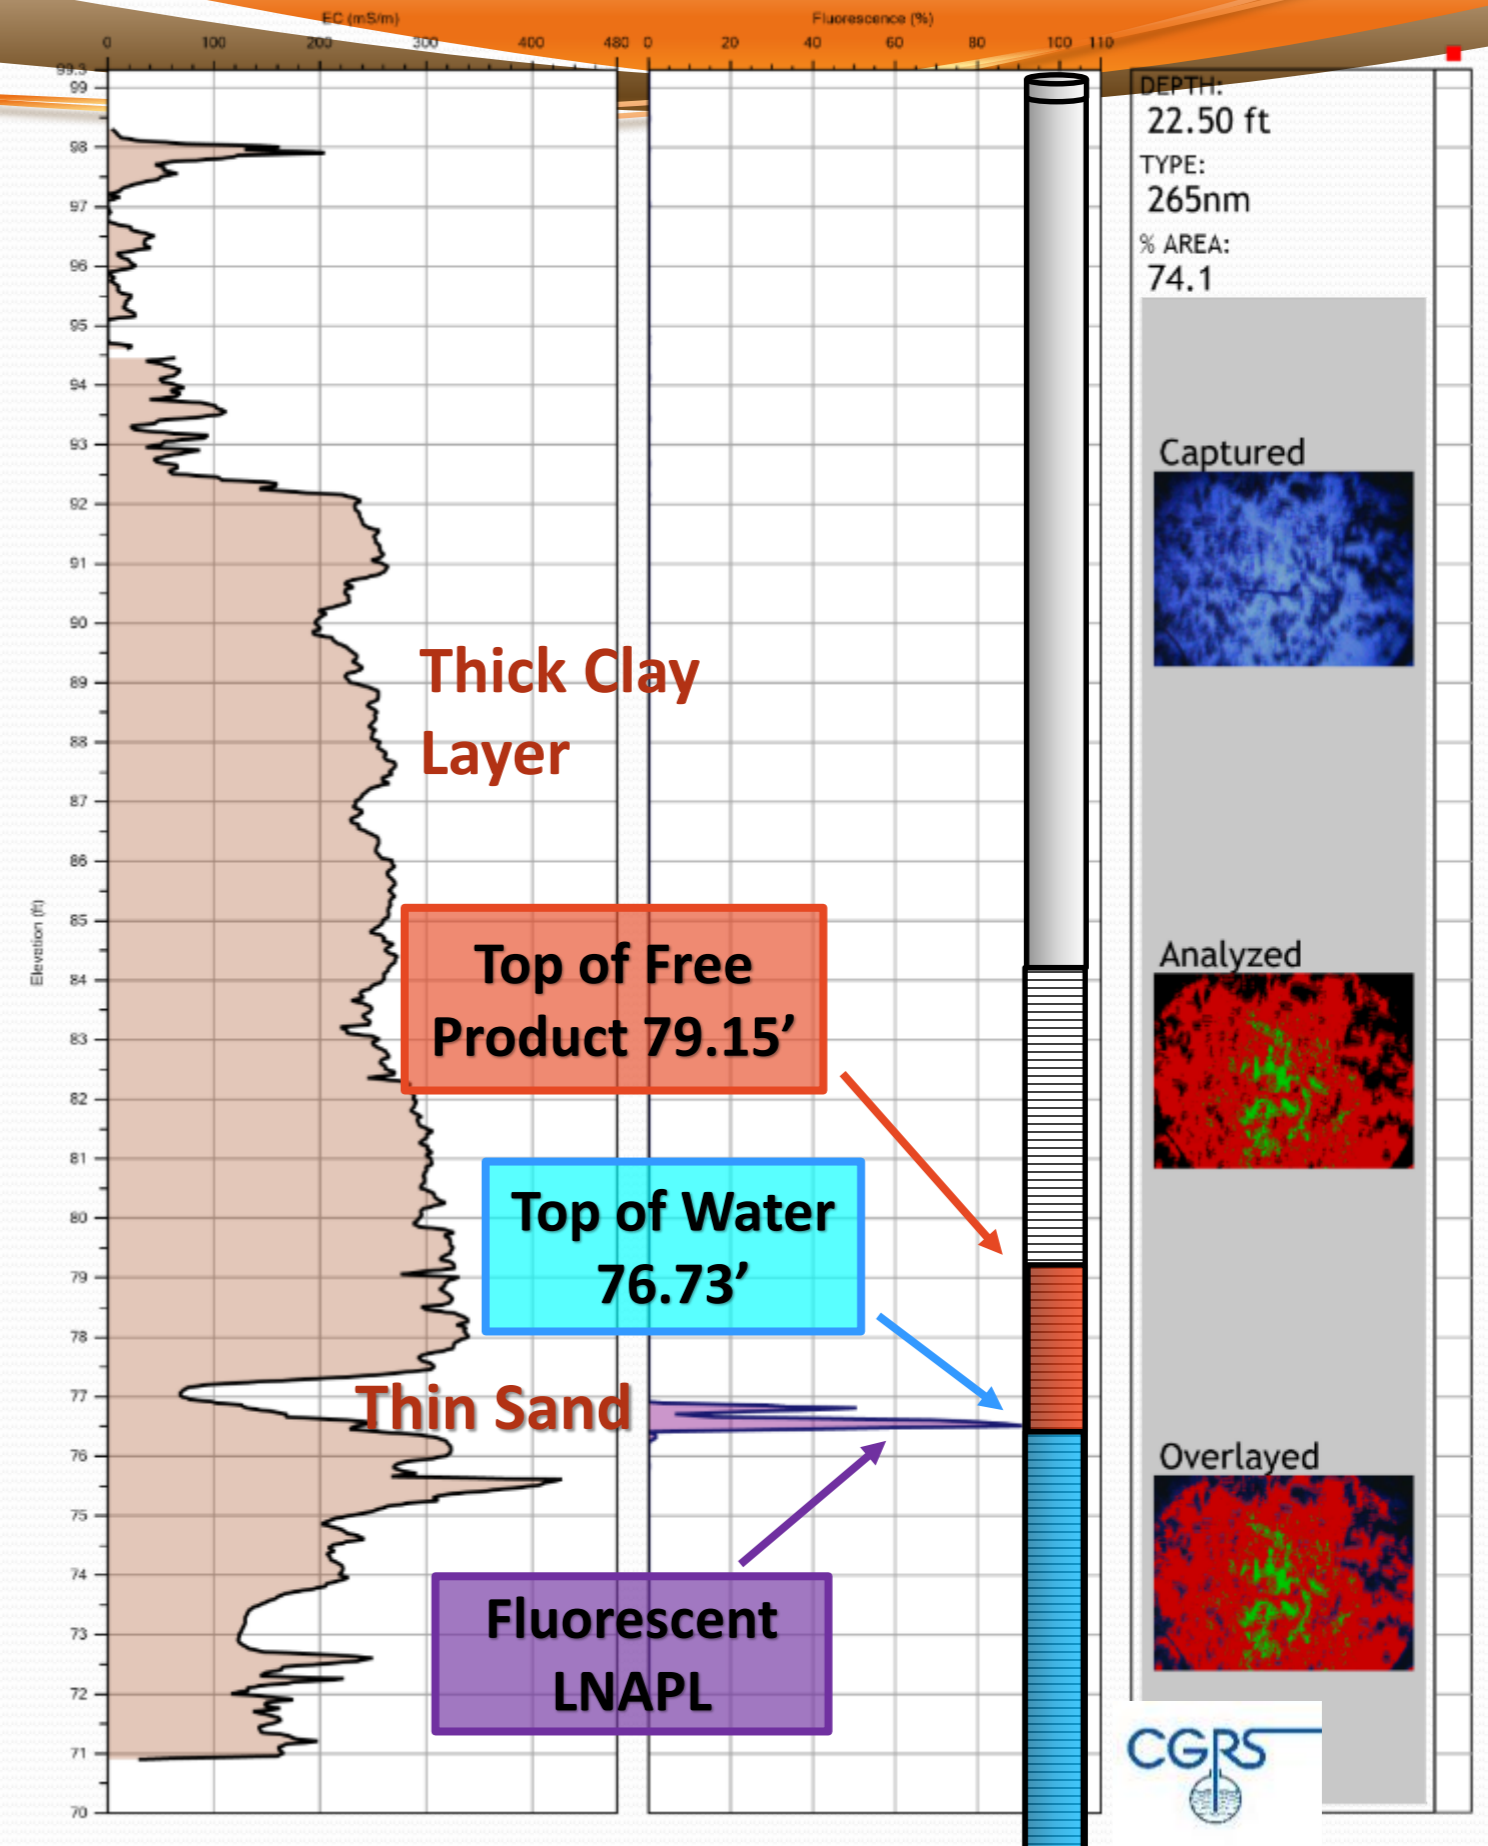 EC (mS/m)
Fluorescence (%)
0 100 200 300 400 480 0 20 40 60 80 100 110
99.3
99
98
97
96
95
94
93
92
91
90
89
88
87
86
85
84
83
82
81
80
79
78
77
76
75
74
73
72
71
70
Elevation (ft)
Thick Clay
Layer
Top of Free
Product 79.15’
Top of Water
76.73’
Thin Sand
Fluorescent
LNAPL
DEPTH:
22.50 ft
TYPE:
265nm
% AREA:
74.1
Captured
Analyzed
Overlayed
CGRS